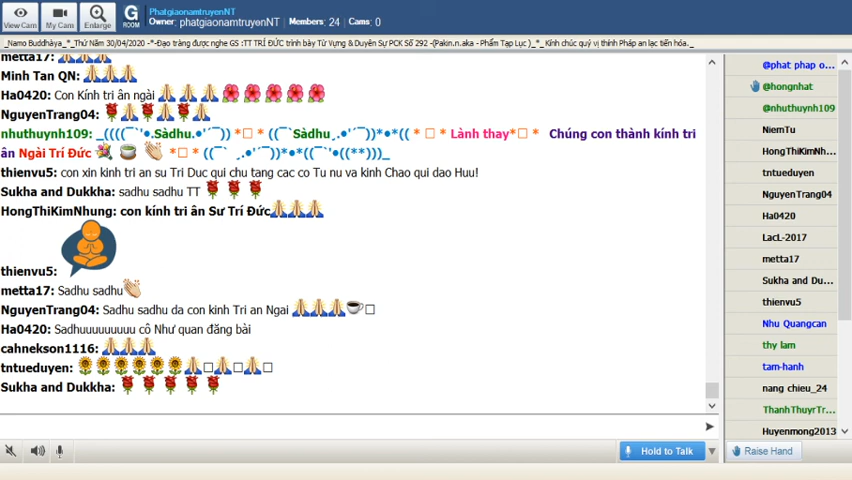 View Cam
My Cam
Enlarge
G
ROOM
PhatgiaonamtruyenNT
Owner: phatgiaonamtruyenNT Members: 24 Cams: 0
_Namo Buddhàya_*_Thứ Năm 30/04/2020 -*-Đạo tràng được nghe GS :TT TRÍ ĐỨC trình bày Từ Vựng & Duyên Sự PCK Số 292 -(Pakin.n.aka - Phẩm Tạp Lục )_*_ Kính chúc quý vị thính Pháp an lạc tiến hóa._
metta17:
Minh Tan QN:
Ha0420: Con Kính tri ân ngài
NguyenTrang04:
nhuthuynh109: _((((¯`'•.Sàdhu.•'´¯)) *□ * ((¯`Sàdhu¸.•'´¯))*•*(( * □ * Lành thay*□ * Chúng con thành kính tri
ân Ngài Trí Đức *□ * ((¯` ¸.•'´¯))*•*((¯`'•((**)))_
thienvu5: con xin kinh tri an su Tri Duc qui chu tang cac co Tu nu va kinh Chao qui dao Huu!
Sukha and Dukkha: sadhu sadhu TT
HongThiKimNhung: con kính tri ân Sư Trí Đức
thienvu5:
metta17: Sadhu sadhu
NguyenTrang04: Sadhu sadhu da con kinh Tri an Ngai
Ha0420: Sadhuuuuuuuuu cô Như quan đăng bài
cahnekson1116:
tntueduyen:
Sukha and Dukkha:
@phat phap o...
@hongnhat
@nhuthuynh109
NiemTu
HongThiKimNh...
tntueduyen
NguyenTrang04
Ha0420
LacL-2017
metta17
Sukha and Du...
thienvu5
Nhu Quangcan
thy lam
tam-hanh
nang chieu_24
ThanhThuyrTr...
Huyenmong2013
Hold to Talk
Raise Hand